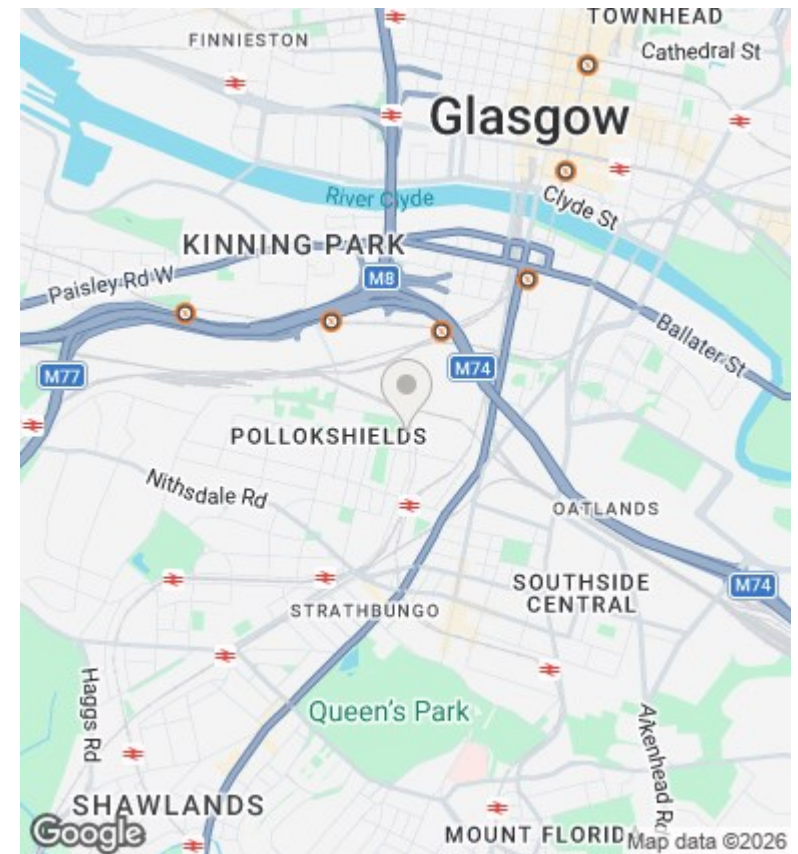 TOWNHEAD
FINNIESTON
Cathedral St
Glasgow
River Clyde
Clyde St
KINNING PARK
M8
Paisley Rd W
Ballater St
M74
M77
POLLOKSHIELDS
Nithsdale Rd
OATLANDS
SOUTHSIDE
CENTRAL
M74
STRATHBUNGO
Haggs Rd
Queen's Park
Aikenhead Rd
SHAWLANDS
Google
MOUNT FLORID
Map data ©2026